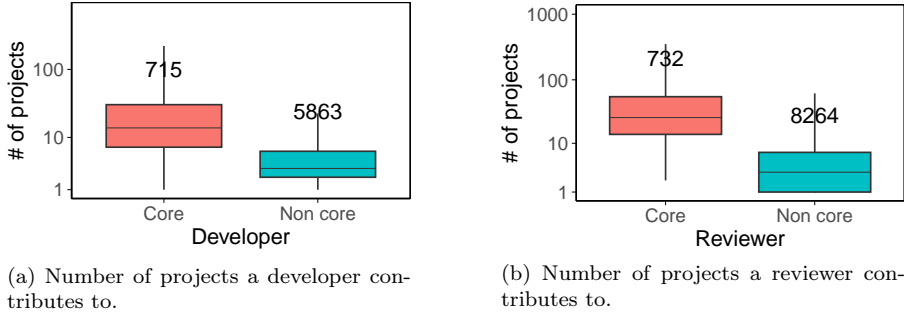 # of projects
100
10
1
715
5863
Core
Non core
Developer
(a) Number of projects a developer con-
tributes to.
# of projects
1000
100
10
1
732
8264
Core
Non core
Reviewer
(b) Number of projects a reviewer con-
tributes to.